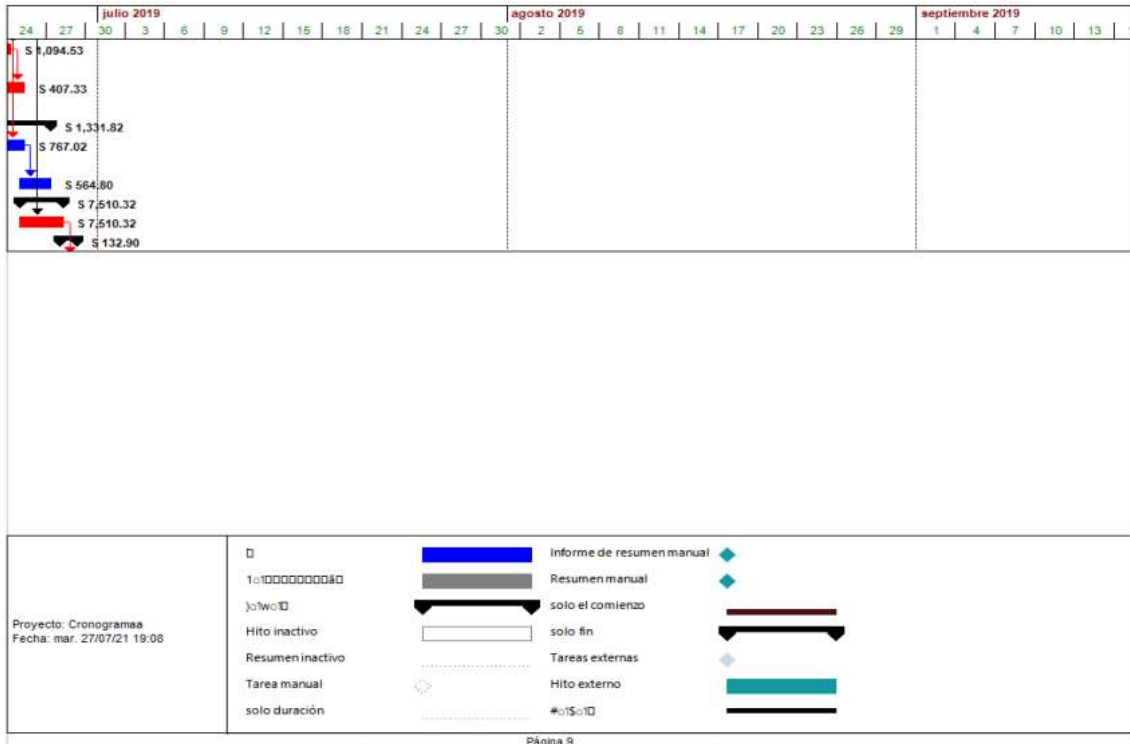 julio 2019 agosto 2019 septiembre 2019
24 27 30 3 6 9 12 15 18 21 24 27 30 2 5 8 11 14 17 20 23 26 29 1 4 7 10 13
S 1,094.53
S 407.33
S 1,331.82
S 767.02
S 564.80
S 7,510.32
S 7,510.32
S 132.90
Proyecto: Cronogramaa
Fecha: mar. 27/07/21 19:08
Hito inactivo
Resumen inactivo
Tarea manual
solo duración
Informe de resumen manual
Resumen manual
solo el comienzo
solo fin
Tareas externas
Hito externo
Página 9